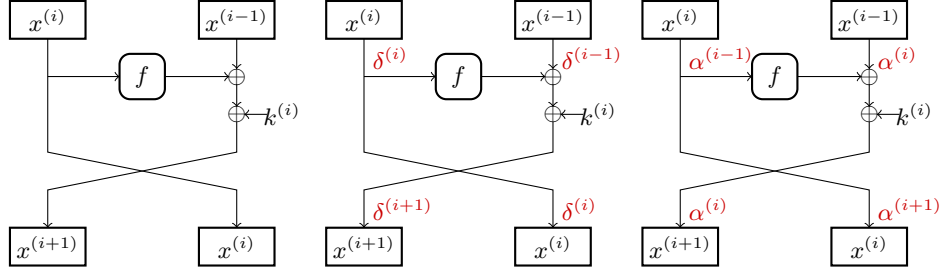 x^{(i)} x^{(i-1)} x^{(i)} x^{(i-1)} x^{(i)} x^{(i-1)}
δ^{(i)} δ^{(i-1)} α^{(i-1)} α^{(i)}
f f f
k^{(i)} k^{(i)} k^{(i)}
δ^{(i+1)} δ^{(i)} α^{(i)} α^{(i+1)}
x^{(i+1)} x^{(i)} x^{(i+1)} x^{(i)} x^{(i+1)} x^{(i)}